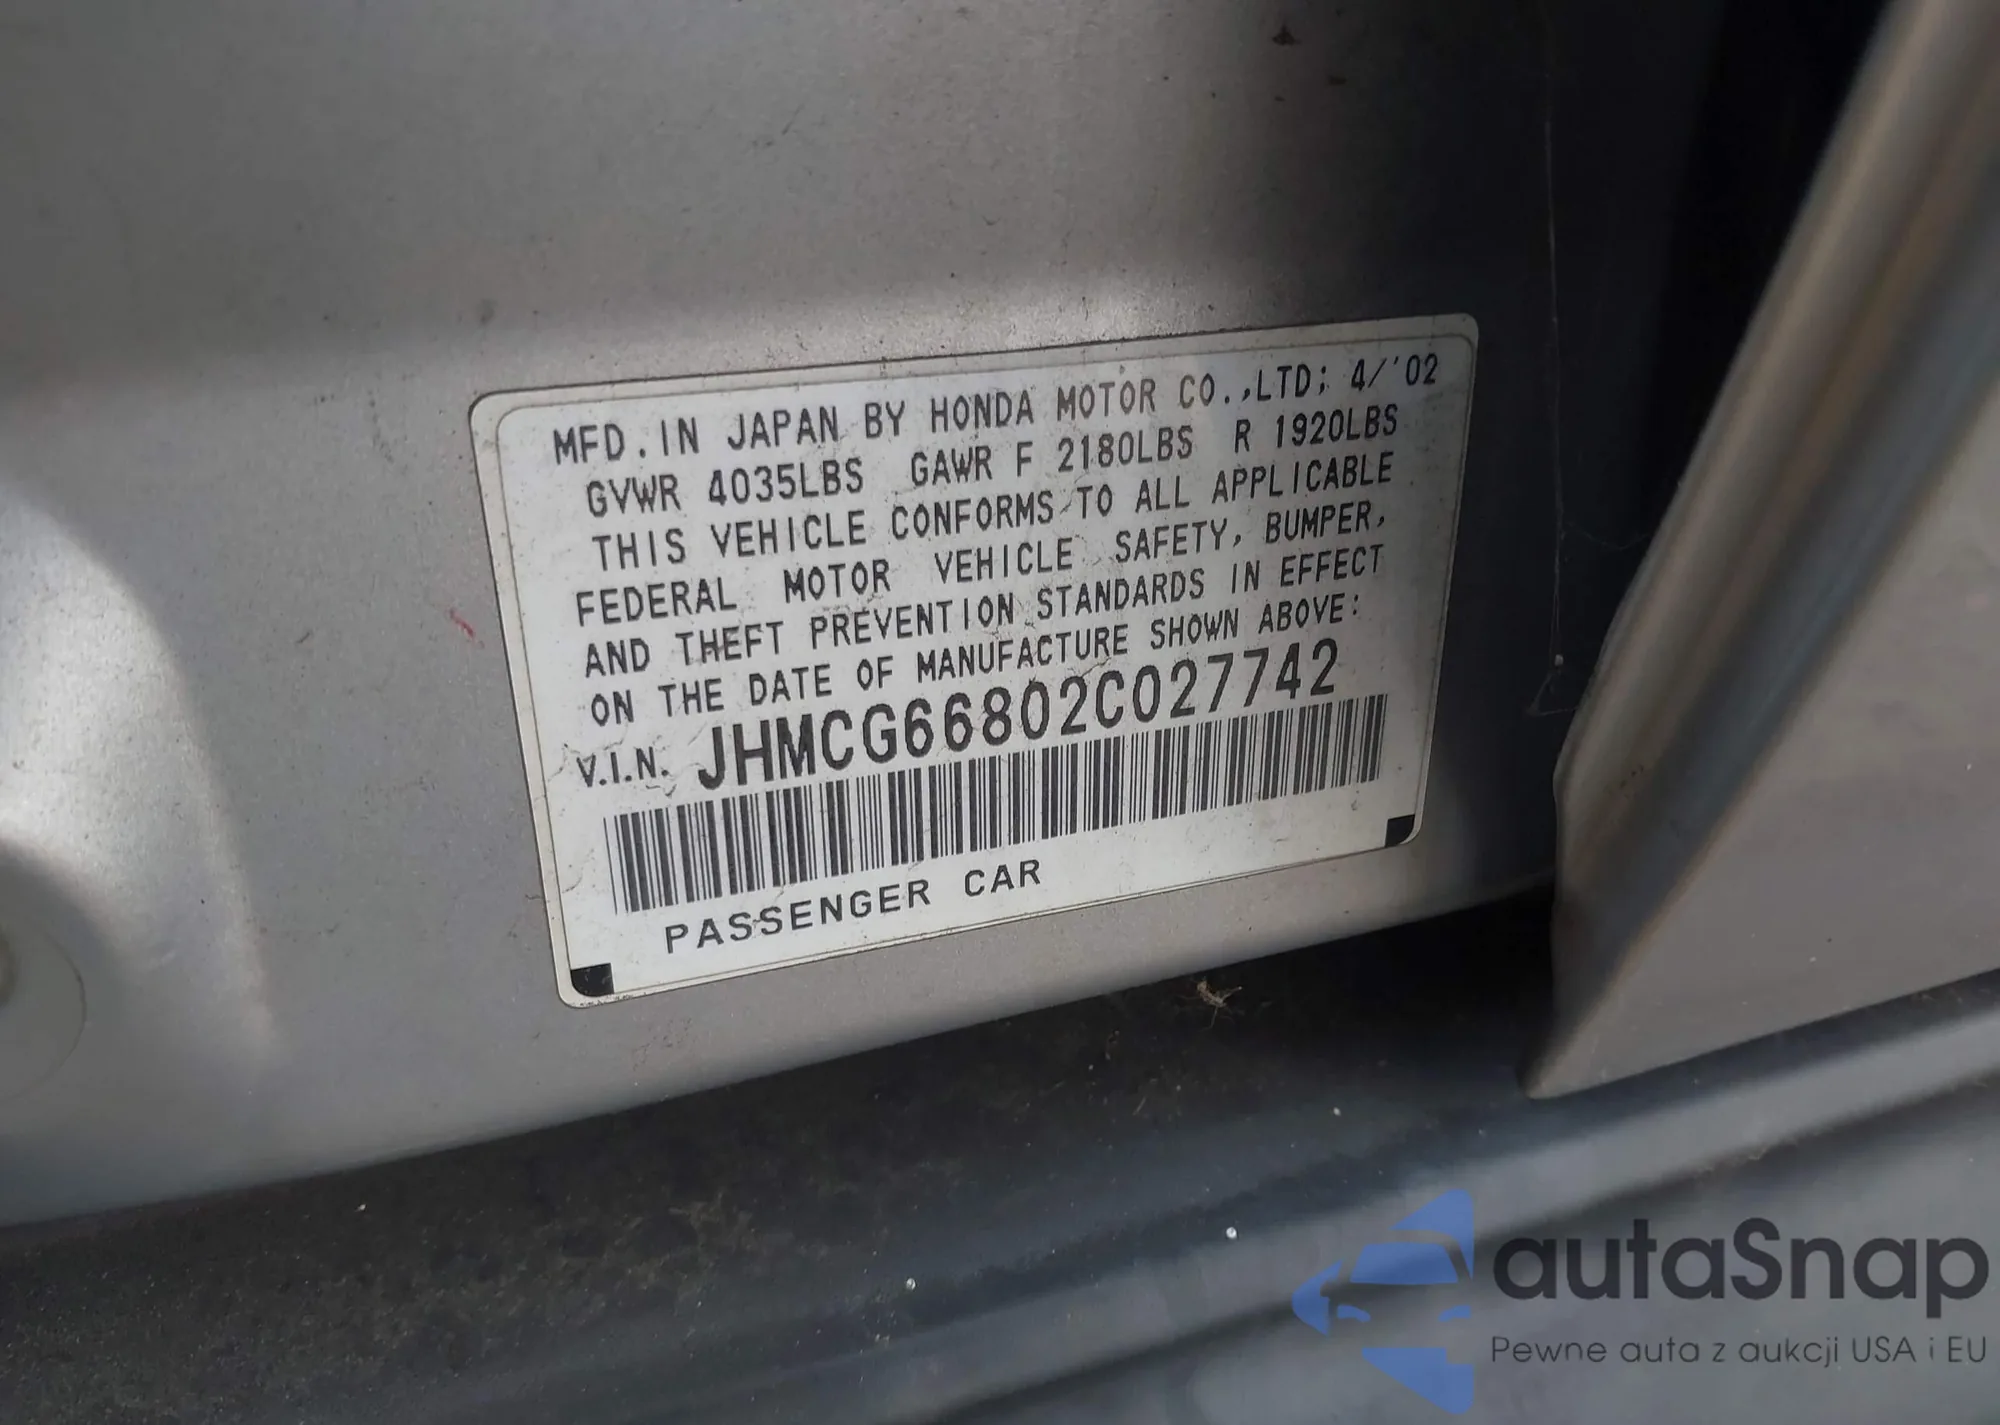 MFD. IN JAPAN BY HONDA MOTOR CO.,LTD; 4/'02
GVWR 4035LBS GAWR F 2180LBS R 1920LBS
THIS VEHICLE CONFORMS TO ALL APPLICABLE
FEDERAL MOTOR VEHICLE SAFETY, BUMPER,
AND THEFT PREVENTION STANDARDS IN EFFECT
ON THE DATE OF MANUFACTURE SHOWN ABOVE:
V.I.N. JHMCG66802C027742
PASSENGER CAR
autaSnap
Pewne auta z aukcji USA i EU